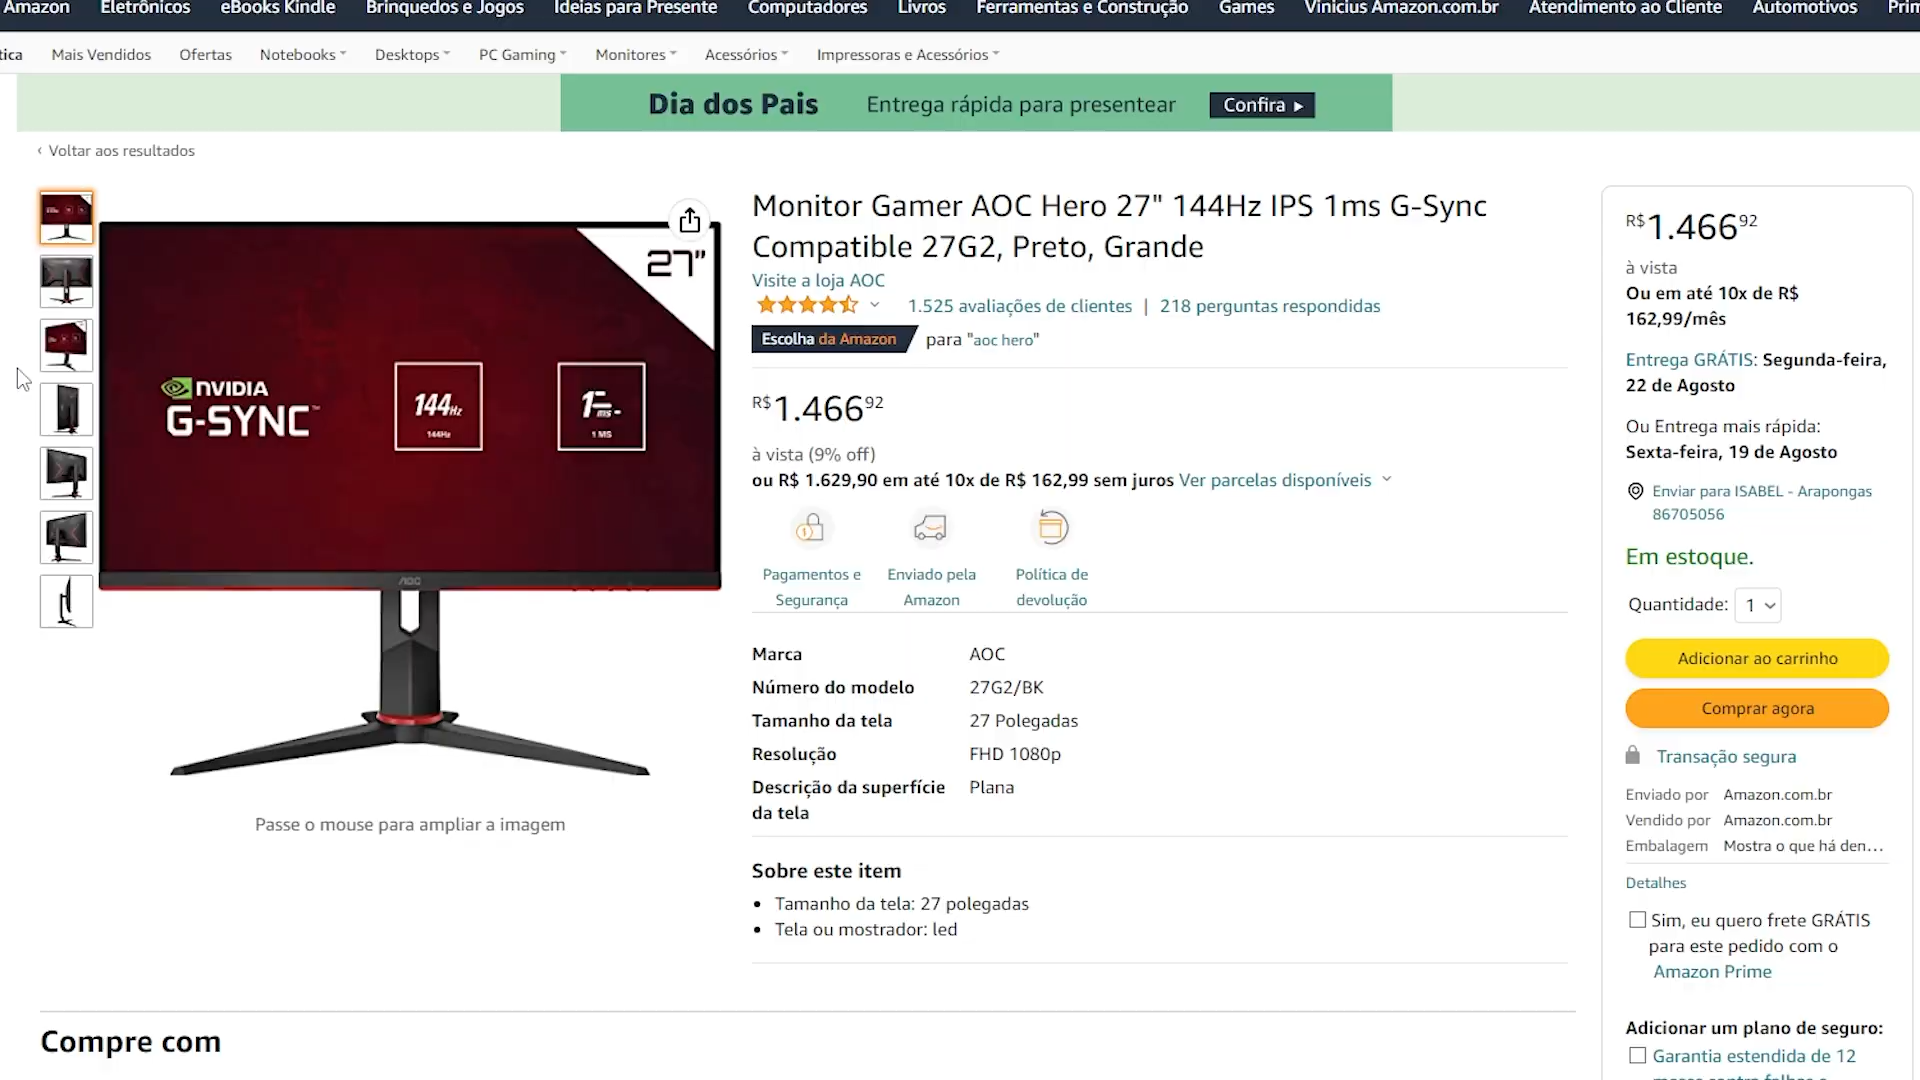 Amazon Eletrônicos eBooks Kindle Brinquedos e Jogos Ideias para Presente Computadores Livros Ferramentas e Construção Games Vinicius Amazon.com.br Atendimento ao Cliente Automotivos
Mais Vendidos Ofertas Notebooks Desktops PC Gaming Monitores Acessórios Impressoras e Acessórios
Dia dos Pais Entrega rápida para presentear Confira ▸
‹ Voltar aos resultados
27"
NVIDIA
G-SYNC™
144Hz
144Hz
1ms
1 MS
AOC
Passe o mouse para ampliar a imagem
Monitor Gamer AOC Hero 27" 144Hz IPS 1ms G-Sync
Compatible 27G2, Preto, Grande
Visite a loja AOC
1.525 avaliações de clientes | 218 perguntas respondidas
Escolha da Amazon para "aoc hero"
R$1.46692
à vista (9% off)
ou R$ 1.629,90 em até 10x de R$ 162,99 sem juros Ver parcelas disponíveis
Pagamentos e
Segurança
Enviado pela
Amazon
Política de
devolução
Marca AOC
Número do modelo 27G2/BK
Tamanho da tela 27 Polegadas
Resolução FHD 1080p
Descrição da superfície Plana
da tela
Sobre este item
• Tamanho da tela: 27 polegadas
• Tela ou mostrador: led
Compre com
R$1.46692
à vista
Ou em até 10x de R$
162,99/mês
Entrega GRÁTIS: Segunda-feira,
22 de Agosto
Ou Entrega mais rápida:
Sexta-feira, 19 de Agosto
Enviar para ISABEL - Arapongas
86705056
Em estoque.
Quantidade: 1
Adicionar ao carrinho
Comprar agora
Transação segura
Enviado por Amazon.com.br
Vendido por Amazon.com.br
Embalagem Mostra o que há den...
Detalhes
Sim, eu quero frete GRÁTIS
para este pedido com o
Amazon Prime
Adicionar um plano de seguro:
Garantia estendida de 12